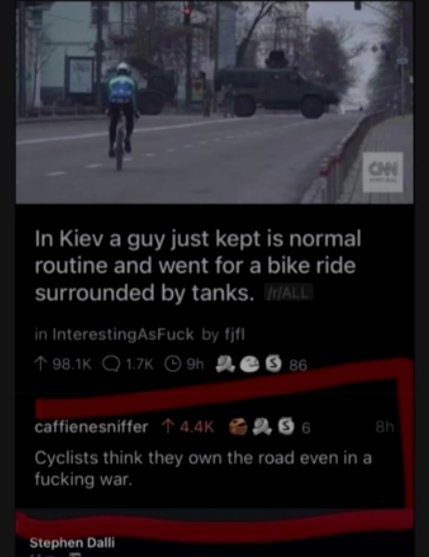 CNN
In Kiev a guy just kept is normal
routine and went for a bike ride
surrounded by tanks. /r/ALL
in InterestingAsFuck by fjfl
↑ 98.1K 1.7K 9h S 86
caffienesniffer ↑ 4.4K S 6 8h
Cyclists think they own the road even in a
fucking war.
Stephen Dalli